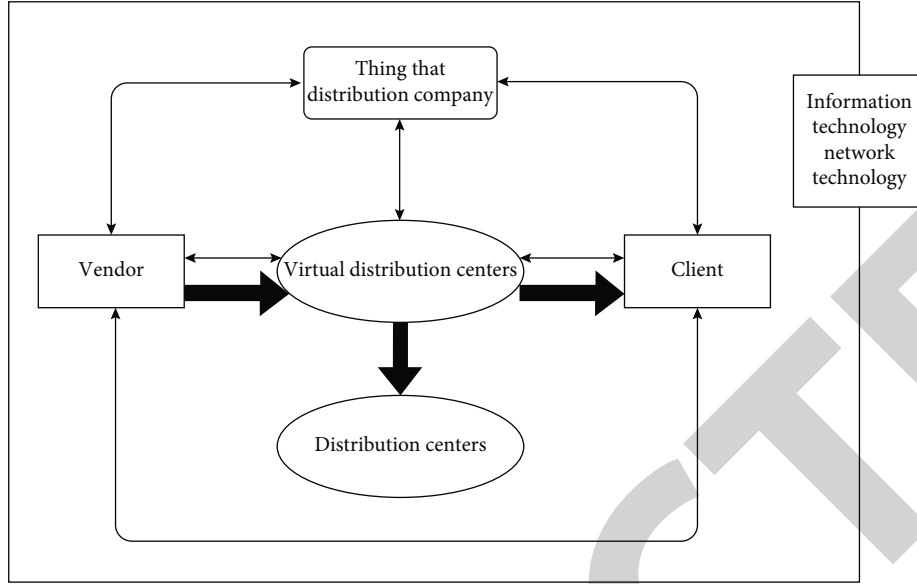 Thing that
distribution company
Information
technology
network
technology
Vendor
Virtual distribution centers
Client
Distribution centers